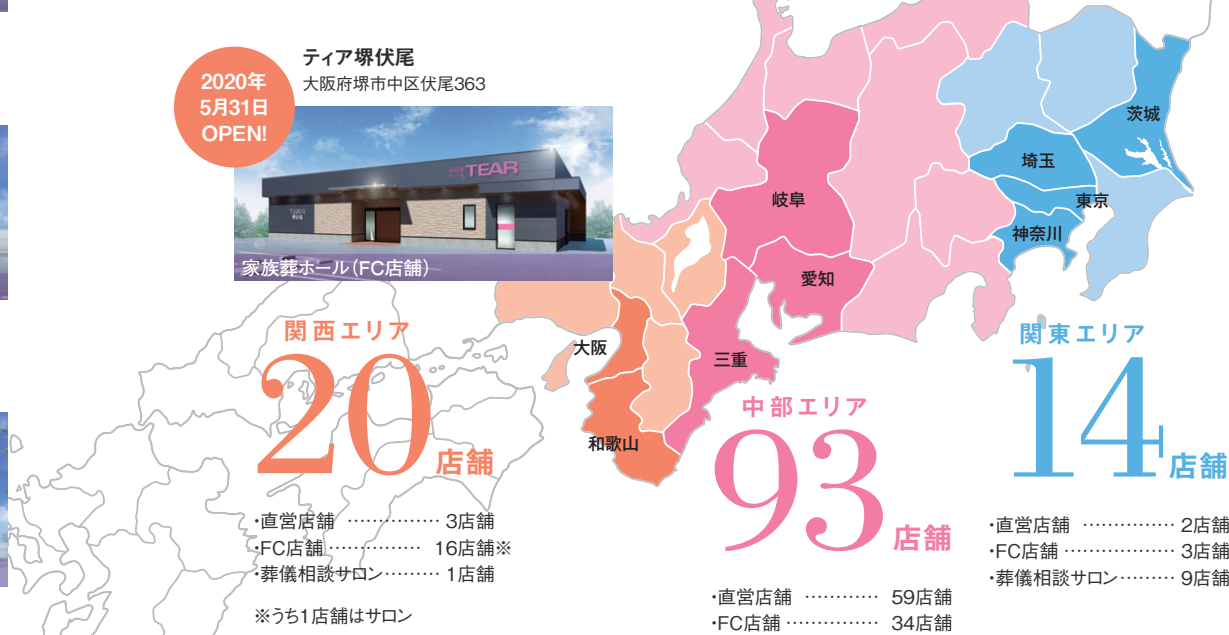 2020年
5月31日
OPEN!
ティア堺伏尾
大阪府堺市中区伏尾363
TEAR
TEAR
家族葬ホール（FC店舗）
茨城
埼玉
東京
神奈川
岐阜
愛知
三重
大阪
和歌山
関西エリア
20店舗
・直営店舗 …………… 3店舗
・FC店舗 …………… 16店舗※
・葬儀相談サロン……… 1店舗
※うち1店舗はサロン
中部エリア
93店舗
・直営店舗 ………… 59店舗
・FC店舗 …………… 34店舗
関東エリア
14店舗
・直営店舗 …………… 2店舗
・FC店舗 ……………… 3店舗
・葬儀相談サロン……… 9店舗